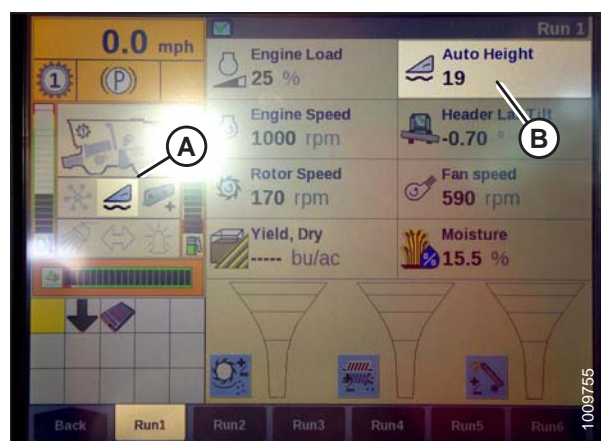 0.0 mph
1
(P)
Run 1
Engine Load
25 %
Auto Height
19
Engine Speed
1000 rpm
-0.70 °
Rotor Speed
170 rpm
Fan speed
590 rpm
Yield, Dry
----- bu/ac
Moisture
15.5 %
A
B
Header
Back
Run1
Run2
Run3
Run4
Run5
Run6
1009755